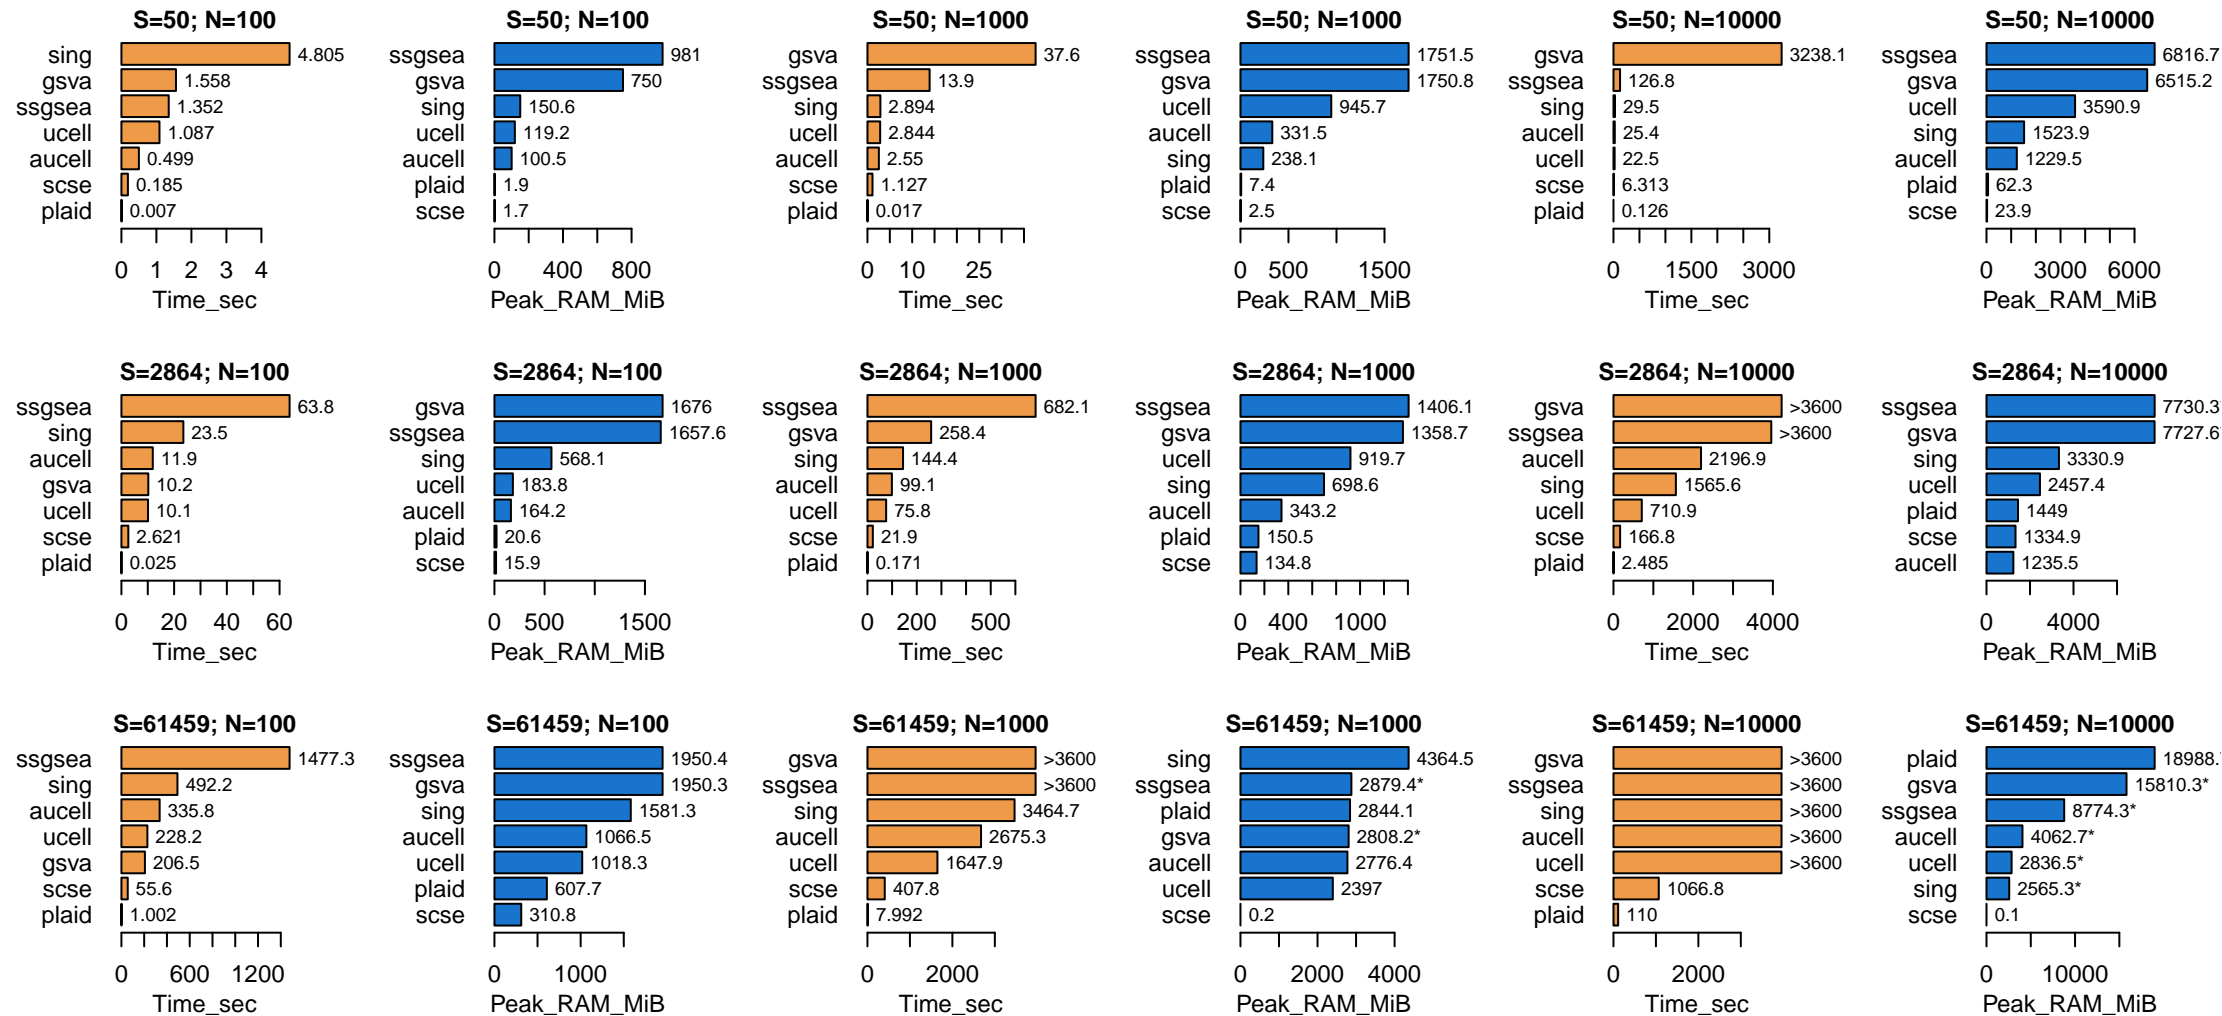 S=50; N=100
sing 4.805
gsva 1.558
ssgsea 1.352
ucell 1.087
aucell 0.499
scse 0.185
plaid 0.007
0 1 2 3 4
Time_sec
S=50; N=100
ssgsea 981
gsva 750
sing 150.6
ucell 119.2
aucell 100.5
plaid 1.9
scse 1.7
0 400 800
Peak_RAM_MiB
S=50; N=1000
gsva 37.6
ssgsea 13.9
sing 2.894
ucell 2.844
aucell 2.55
scse 1.127
plaid 0.017
0 10 25
Time_sec
S=50; N=1000
ssgsea 1751.5
gsva 1750.8
ucell 945.7
aucell 331.5
sing 238.1
plaid 7.4
scse 2.5
0 500 1500
Peak_RAM_MiB
S=50; N=10000
gsva 3238.1
ssgsea 126.8
sing 29.5
aucell 25.4
ucell 22.5
scse 6.313
plaid 0.126
0 1500 3000
Time_sec
S=50; N=10000
ssgsea 6816.7
gsva 6515.2
ucell 3590.9
sing 1523.9
aucell 1229.5
plaid 62.3
scse 23.9
0 3000 6000
Peak_RAM_MiB
S=2864; N=100
ssgsea 63.8
sing 23.5
aucell 11.9
gsva 10.2
ucell 10.1
scse 2.621
plaid 0.025
0 20 40 60
Time_sec
S=2864; N=100
gsva 1676
ssgsea 1657.6
sing 568.1
ucell 183.8
aucell 164.2
plaid 20.6
scse 15.9
0 500 1500
Peak_RAM_MiB
S=2864; N=1000
ssgsea 682.1
gsva 258.4
sing 144.4
aucell 99.1
ucell 75.8
scse 21.9
plaid 0.171
0 200 500
Time_sec
S=2864; N=1000
ssgsea 1406.1
gsva 1358.7
ucell 919.7
sing 698.6
aucell 343.2
plaid 150.5
scse 134.8
0 400 1000
Peak_RAM_MiB
S=2864; N=10000
gsva >3600
ssgsea >3600
aucell 2196.9
sing 1565.6
ucell 710.9
scse 166.8
plaid 2.485
0 2000 4000
Time_sec
S=2864; N=10000
ssgsea 7730.3
gsva 7727.6
sing 3330.9
ucell 2457.4
plaid 1449
scse 1334.9
aucell 1235.5
0 4000
Peak_RAM_MiB
S=61459; N=100
ssgsea 1477.3
sing 492.2
aucell 335.8
ucell 228.2
gsva 206.5
scse 55.6
plaid 1.002
0 600 1200
Time_sec
S=61459; N=100
ssgsea 1950.4
gsva 1950.3
sing 1581.3
aucell 1066.5
ucell 1018.3
plaid 607.7
scse 310.8
0 1000
Peak_RAM_MiB
S=61459; N=1000
gsva >3600
ssgsea >3600
sing 3464.7
aucell 2675.3
ucell 1647.9
scse 407.8
plaid 7.992
0 2000
Time_sec
S=61459; N=1000
sing 4364.5
ssgsea 2879.4*
plaid 2844.1
gsva 2808.2*
aucell 2776.4
ucell 2397
scse 0.2
0 2000 4000
Peak_RAM_MiB
S=61459; N=10000
gsva >3600
ssgsea >3600
sing >3600
aucell >3600
ucell >3600
scse 1066.8
plaid 110
0 2000
Time_sec
S=61459; N=10000
plaid 18988.
gsva 15810.3*
ssgsea 8774.3*
aucell 4062.7*
ucell 2836.5*
sing 2565.3*
scse 0.1
0 10000
Peak_RAM_MiB